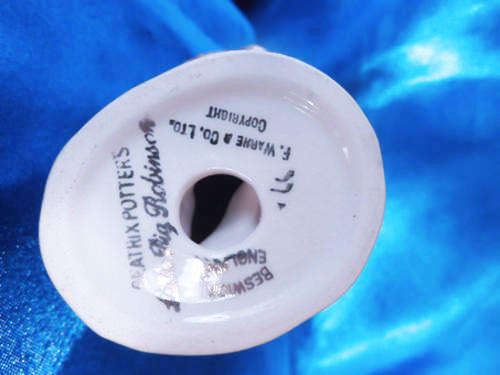 BEATRIX POTTER'S
Pig Robinson
F. WARNE & CO. LTD.
COPYRIGHT
BESWICK
ENGLAND